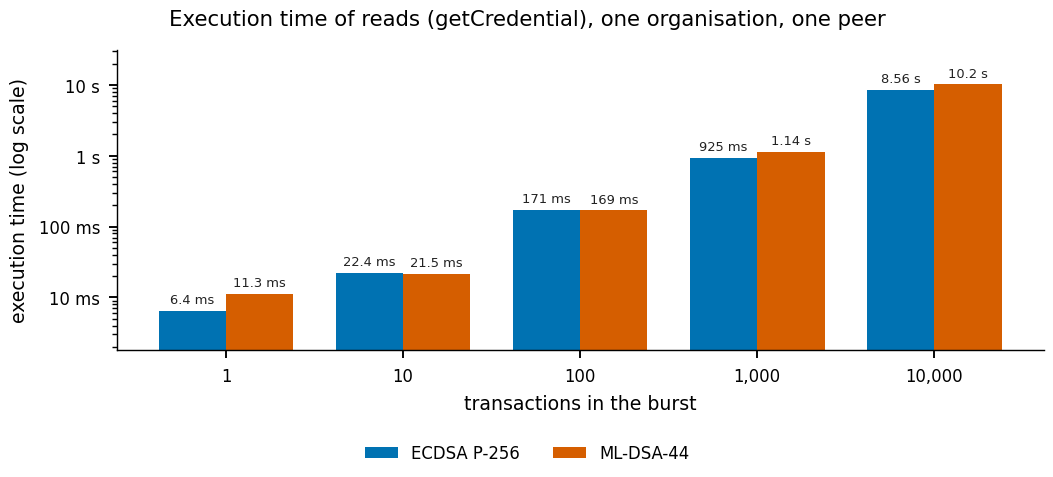 Execution time of reads (getCredential), one organisation, one peer
execution time (log scale)
10 s
1 s
100 ms
10 ms
6.4 ms
11.3 ms
22.4 ms
21.5 ms
171 ms
169 ms
925 ms
1.14 s
8.56 s
10.2 s
1
10
100
1,000
10,000
transactions in the burst
ECDSA P-256
ML-DSA-44